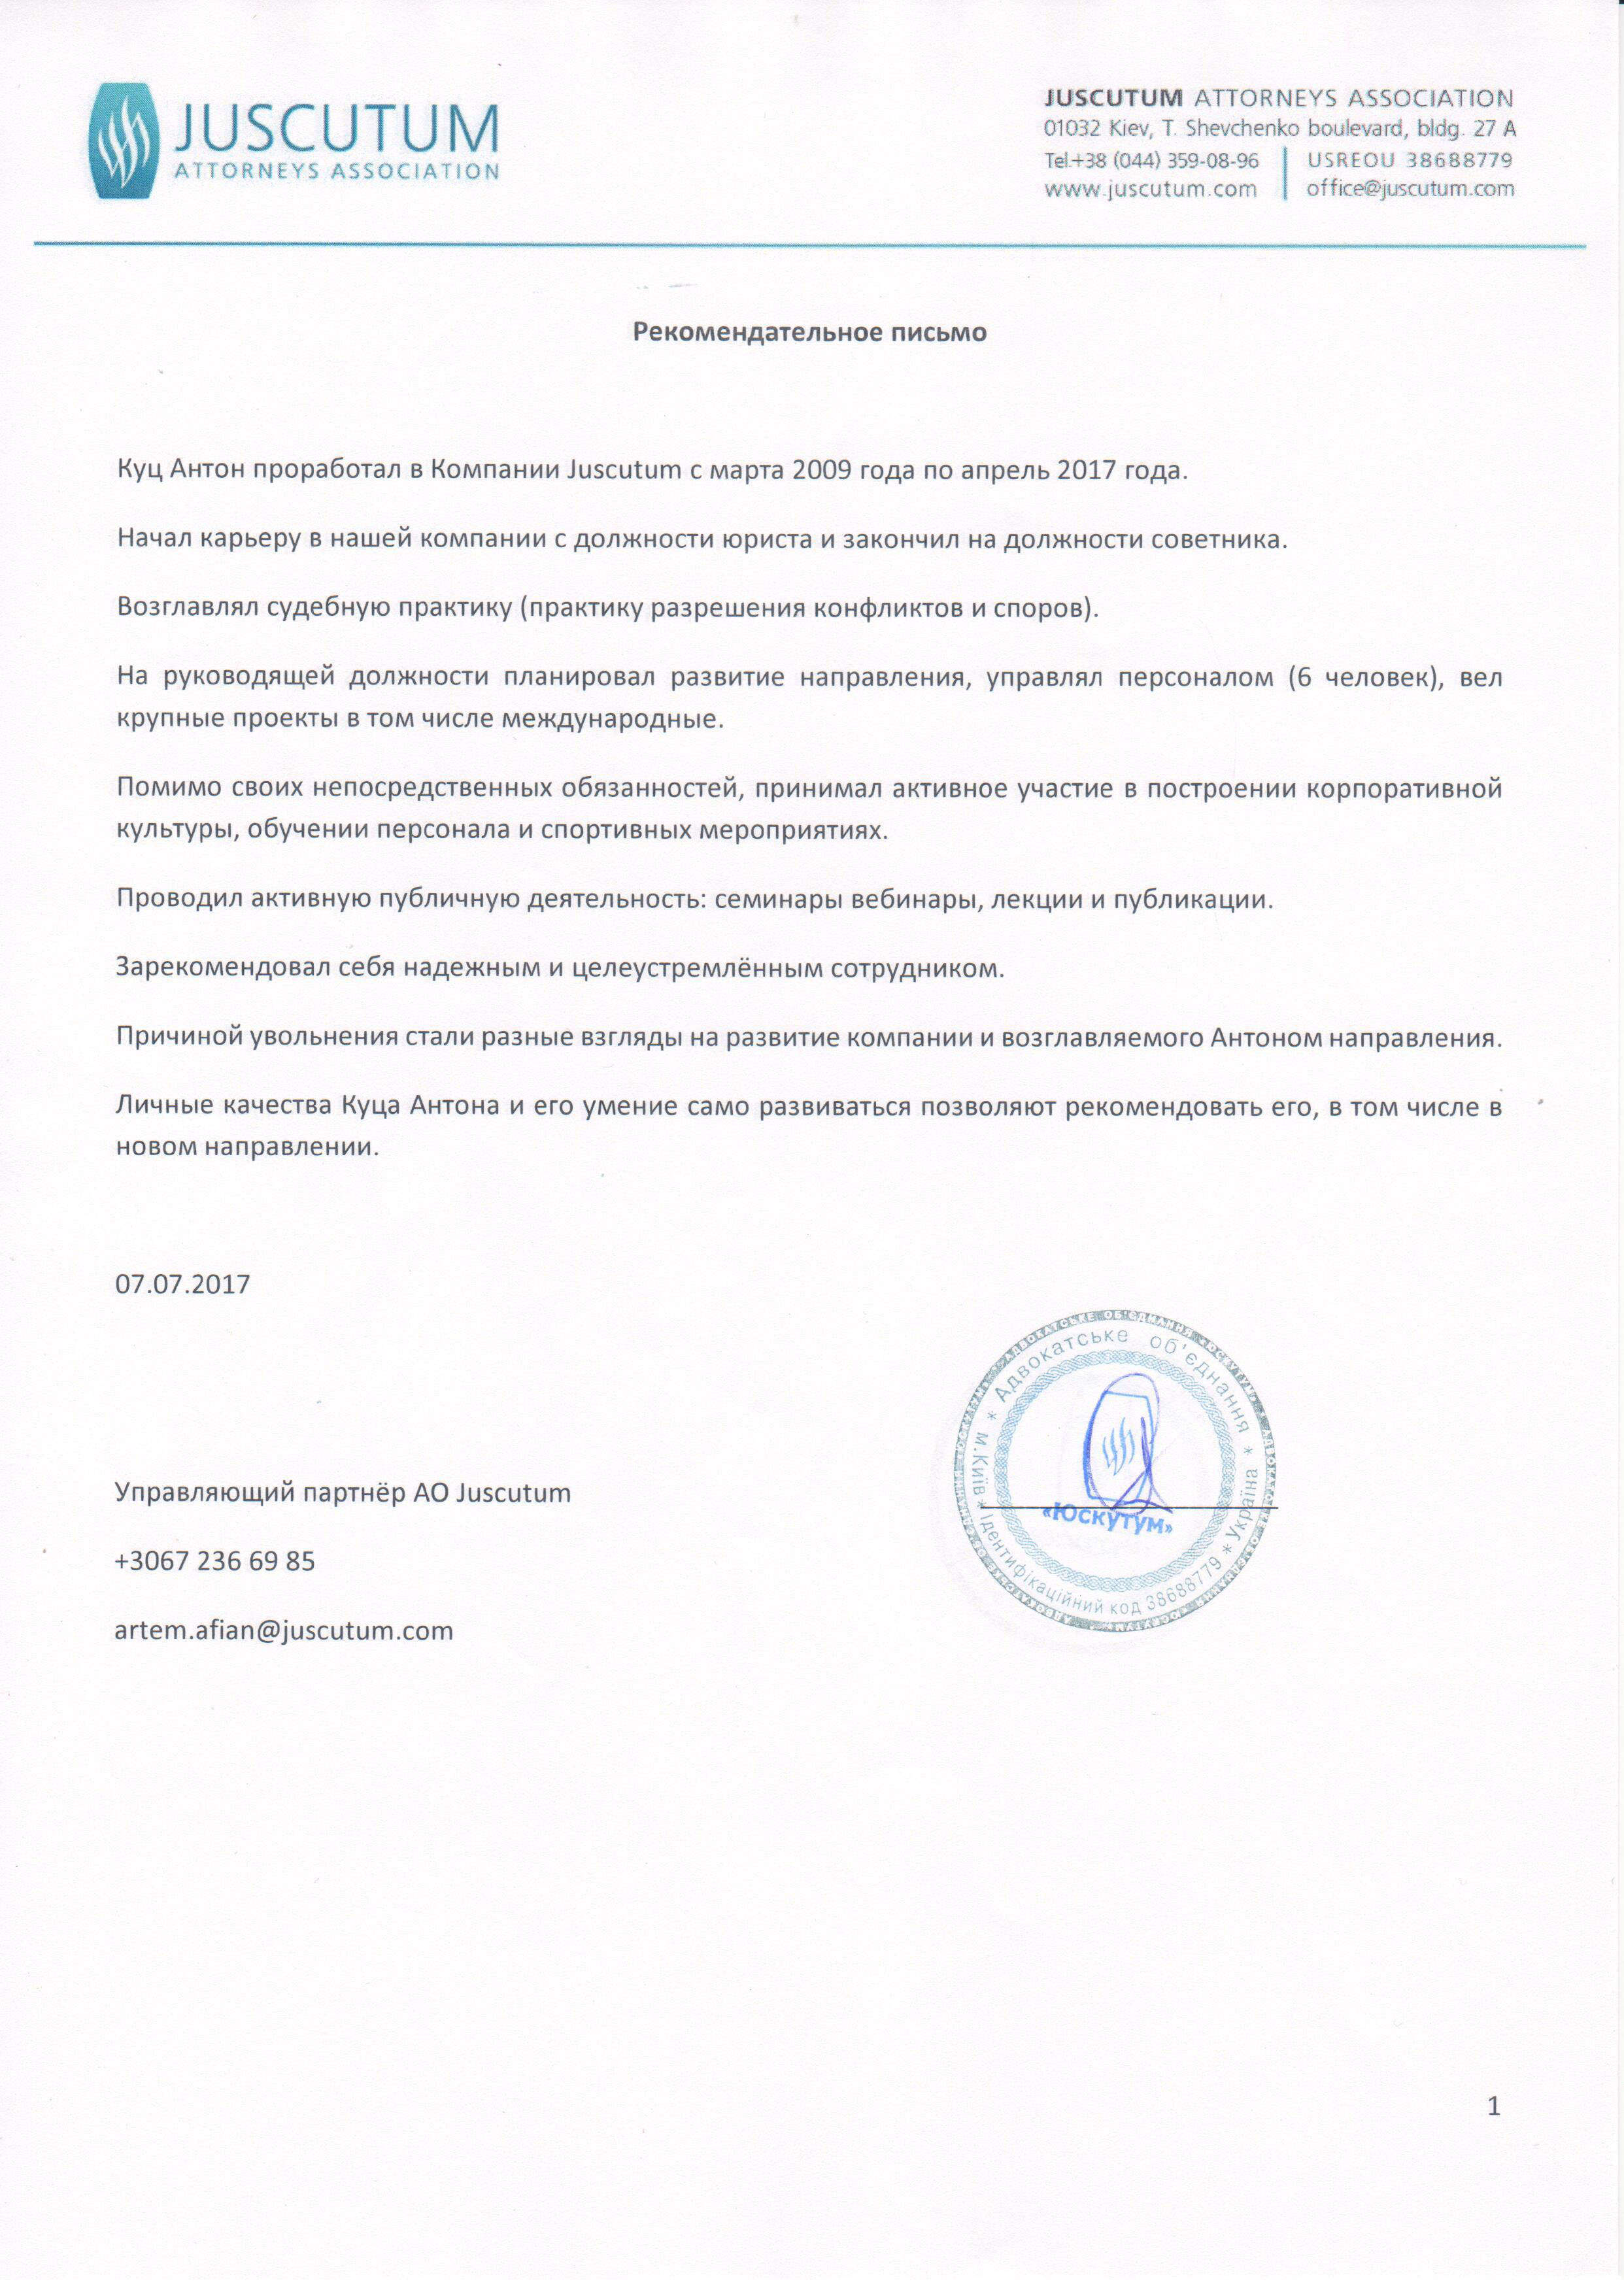 JUSCUTUM
ATTORNEYS ASSOCIATION
JUSCUTUM ATTORNEYS ASSOCIATION
01032 Kiev, T. Shevchenko boulevard, bldg. 27 A
Tel.+38 (044) 359-08-96 USREOU 38688779
www.juscutum.com office@juscutum.com
Рекомендательное письмо
Куц Антон проработал в Компании Juscutum с марта 2009 года по апрель 2017 года.
Начал карьеру в нашей компании с должности юриста и закончил на должности советника.
Возглавлял судебную практику (практику разрешения конфликтов и споров).
На руководящей должности планировал развитие направления, управлял персоналом (6 человек), вел
крупные проекты в том числе международные.
Помимо своих непосредственных обязанностей, принимал активное участие в построении корпоративной
культуры, обучении персонала и спортивных мероприятиях.
Проводил активную публичную деятельность: семинары вебинары, лекции и публикации.
Зарекомендовал себя надежным и целеустремлённым сотрудником.
Причиной увольнения стали разные взгляды на развитие компании и возглавляемого Антоном направления.
Личные качества Куца Антона и его умение само развиваться позволяют рекомендовать его, в том числе в
новом направлении.
07.07.2017
Управляющий партнёр АО Juscutum
+3067 236 69 85
artem.afian@juscutum.com
* Адвокатське об'єднання *
«Юскутум»
м.Київ * Ідентифікаційний код 38688779 * Україна
1